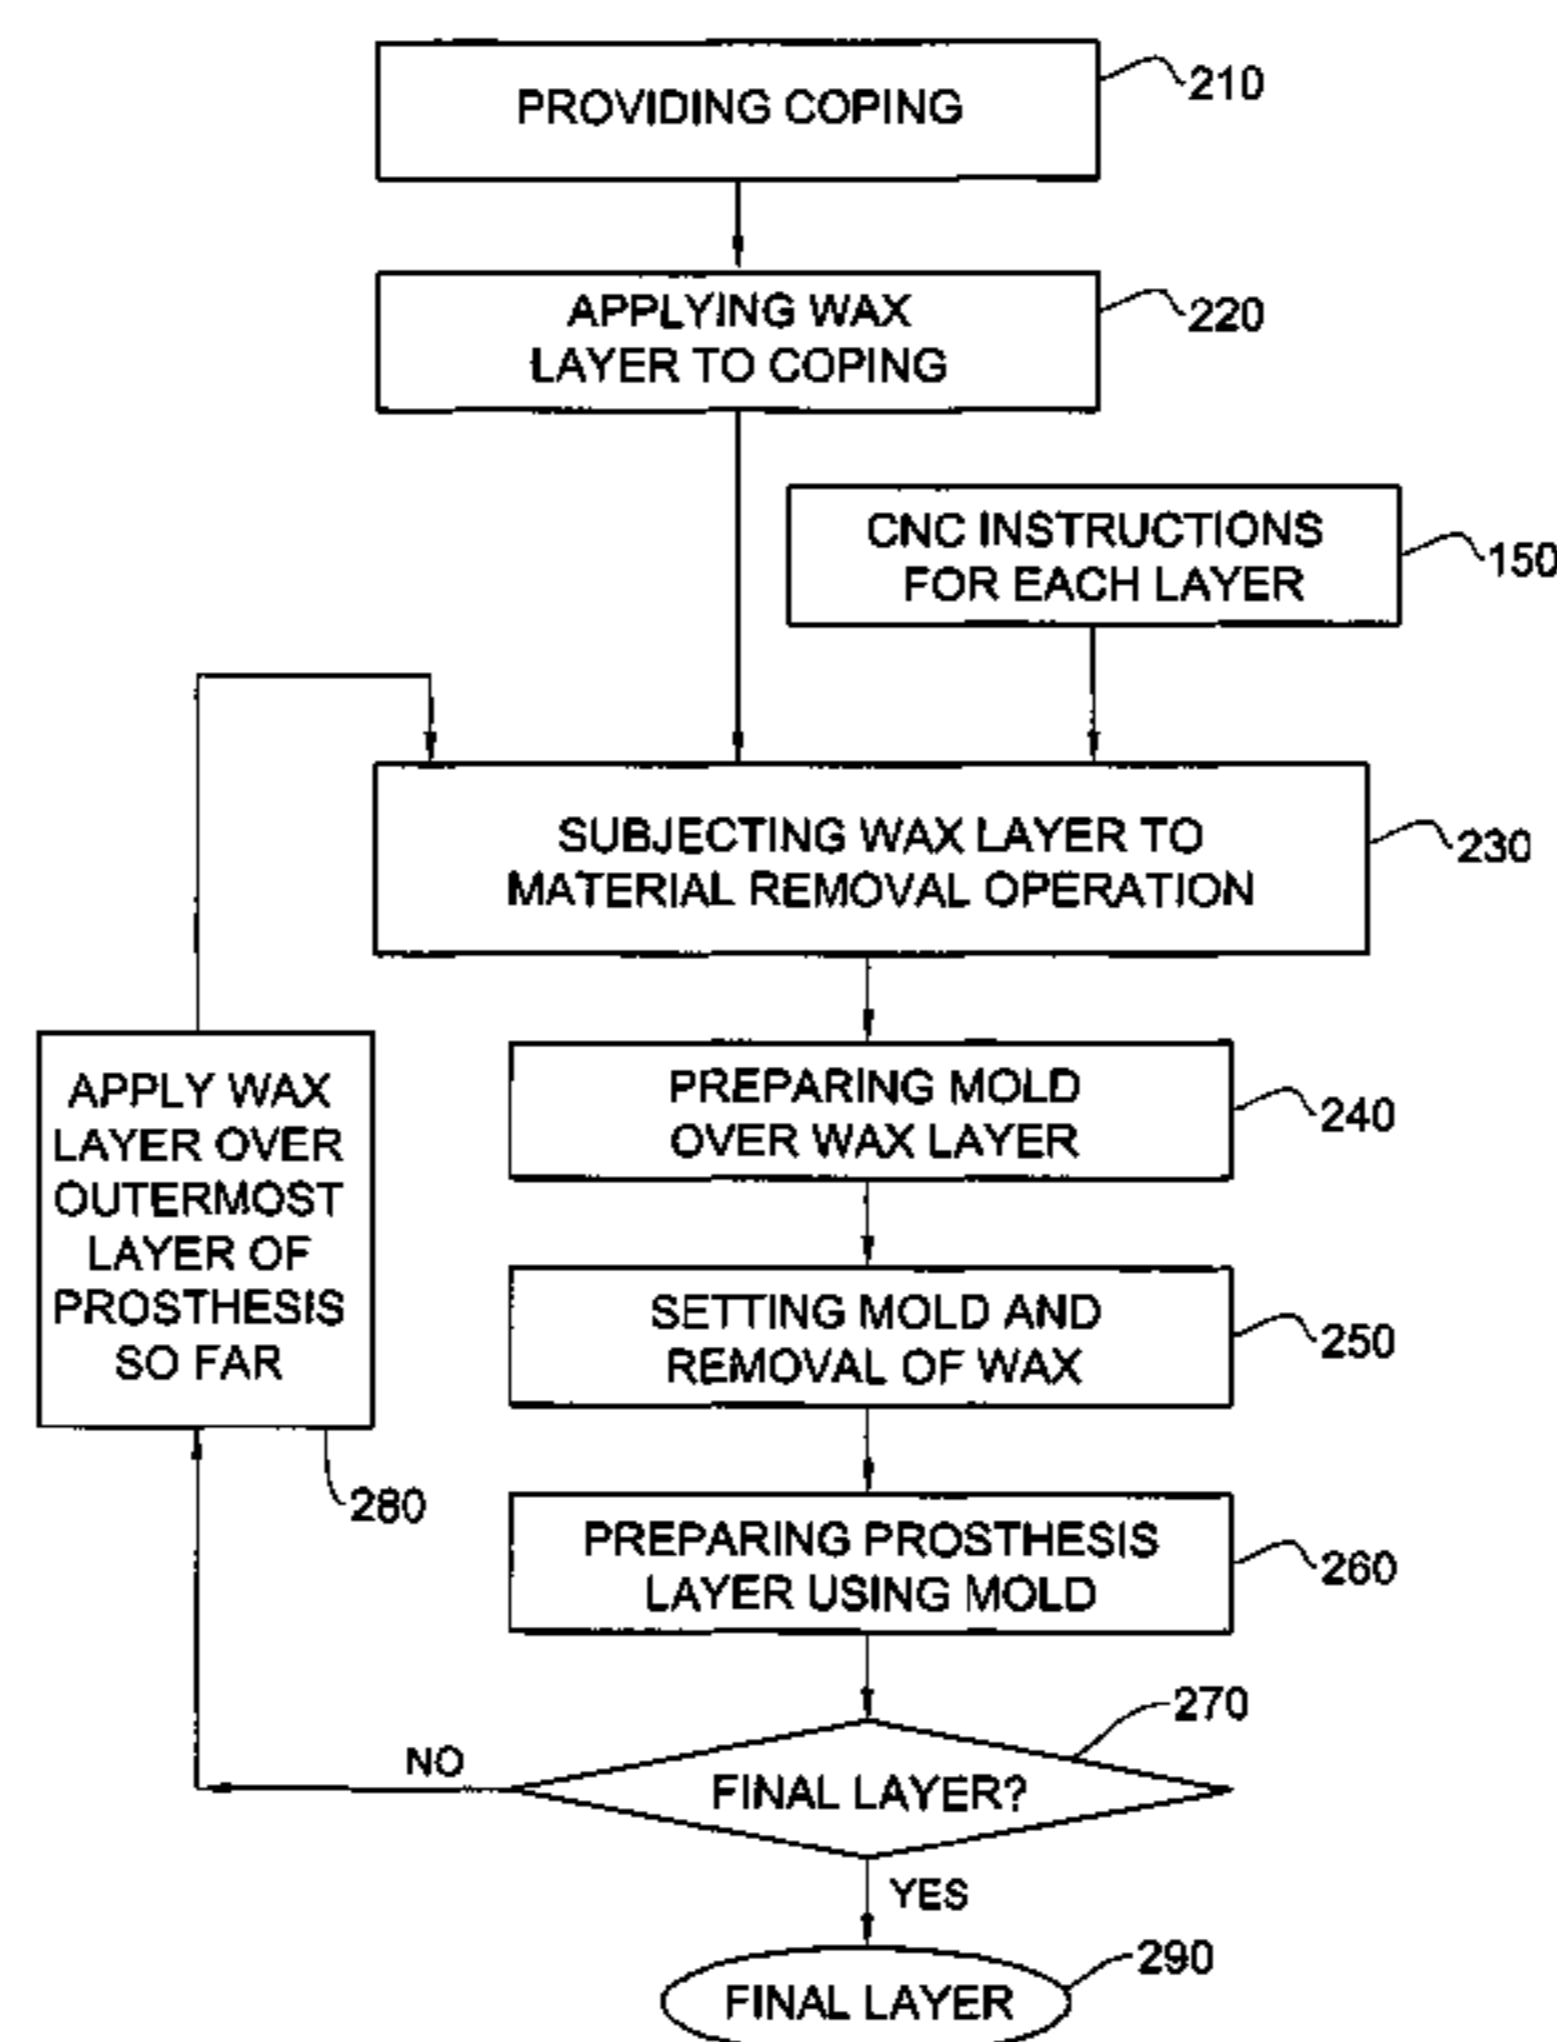 PROVIDING COPING
210
APPLYING WAX
LAYER TO COPING
220
CNC INSTRUCTIONS
FOR EACH LAYER
150
SUBJECTING WAX LAYER TO
MATERIAL REMOVAL OPERATION
230
PREPARING MOLD
OVER WAX LAYER
240
APPLY WAX
LAYER OVER
OUTERMOST
LAYER OF
PROSTHESIS
SO FAR
280
SETTING MOLD AND
REMOVAL OF WAX
250
PREPARING PROSTHESIS
LAYER USING MOLD
260
270
NO
FINAL LAYER?
YES
290
FINAL LAYER